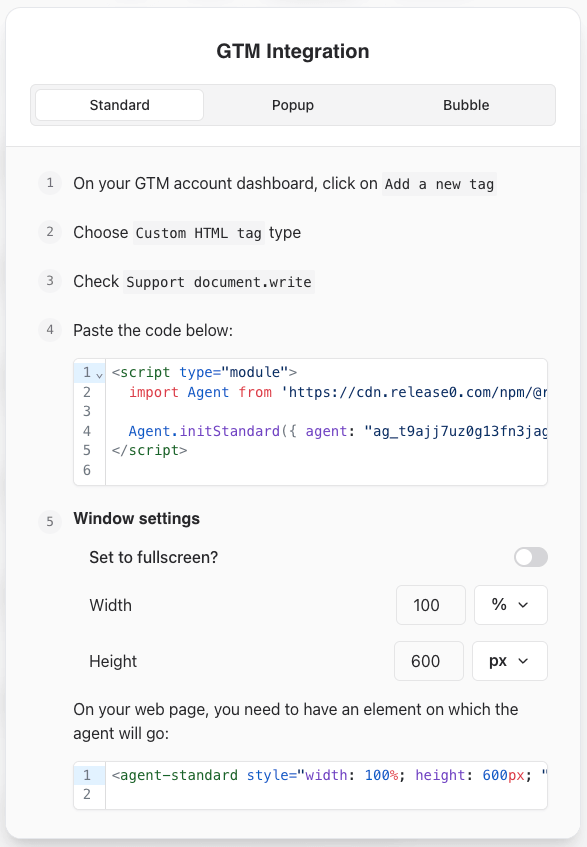 GTM Integration
Standard Popup Bubble
1 On your GTM account dashboard, click on Add a new tag
2 Choose Custom HTML tag type
3 Check Support document.write
4 Paste the code below:
1 <script type="module">
2 import Agent from 'https://cdn.release0.com/npm/@r
3
4 Agent.initStandard({ agent: "ag_t9ajj7uz0g13fn3jag
5 </script>
6
5 Window settings
Set to fullscreen?
Width 100 %
Height 600 px
On your web page, you need to have an element on which the
agent will go:
1 <agent-standard style="width: 100%; height: 600px; "
2